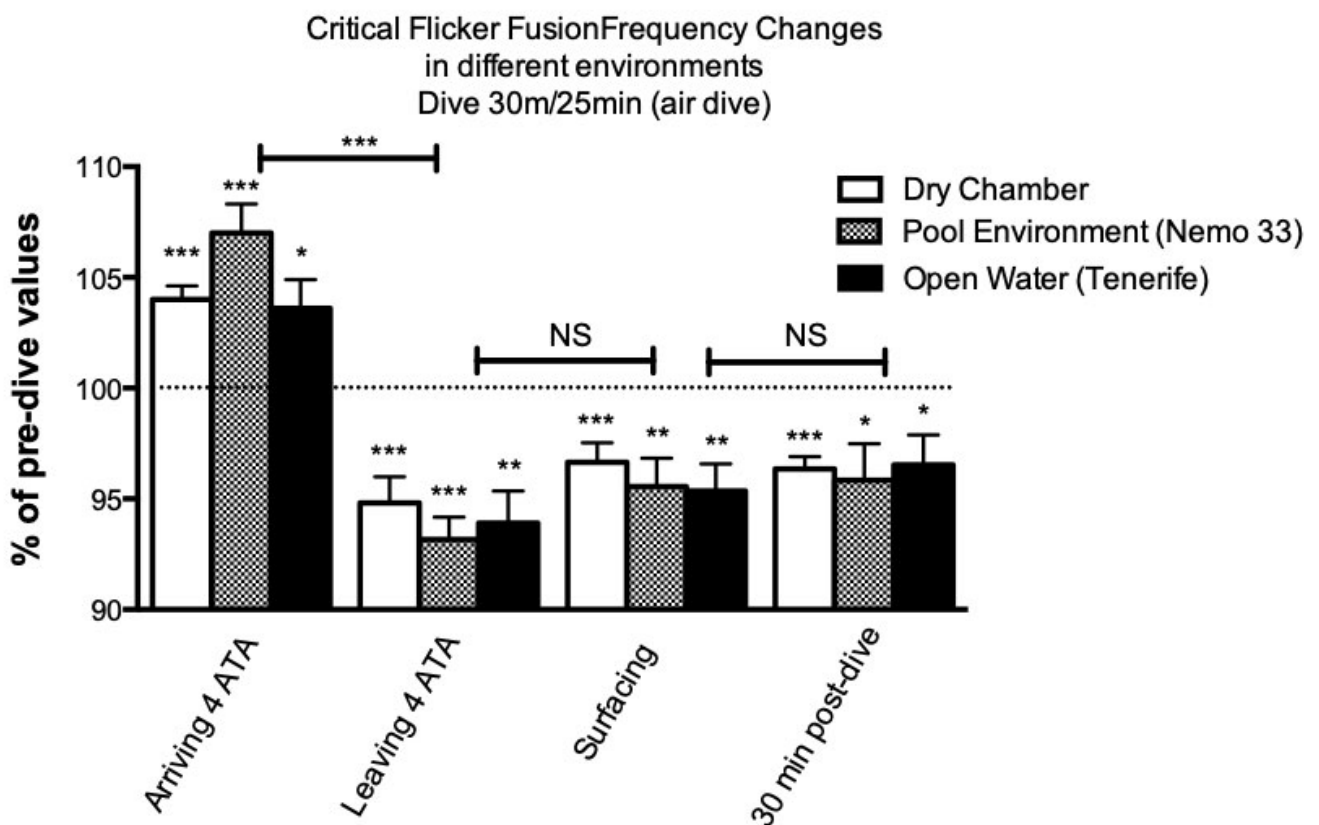 Critical Flicker FusionFrequency Changes
in different environments
Dive 30m/25min (air dive)
***
110
105
100
95
90
% of pre-dive values
Dry Chamber
Pool Environment (Nemo 33)
Open Water (Tenerife)
*** *** *
NS NS
*** *** **
*** ** **
*** * *
Arriving 4 ATA
Leaving 4 ATA
Surfacing
30 min post-dive